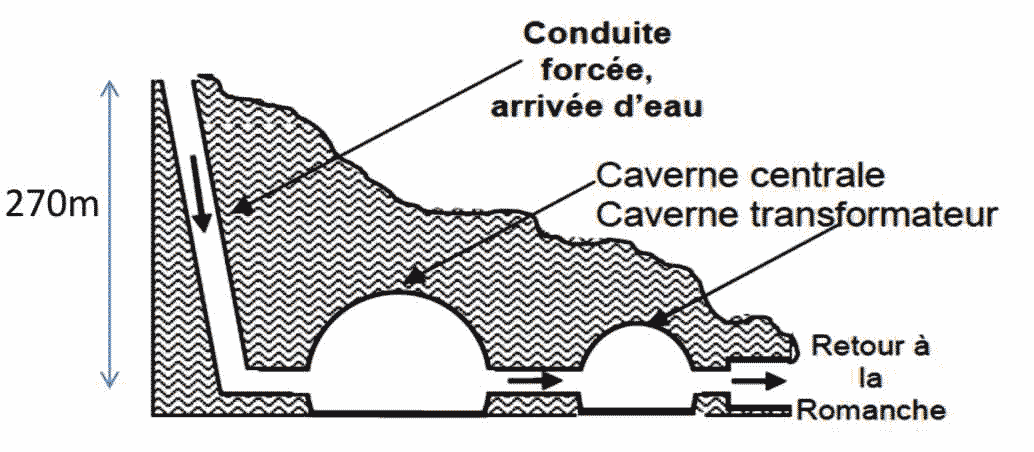 Conduite
forcée,
arrivée d'eau
Caverne centrale
Caverne transformateur
270m
Retour à
la
Romanche